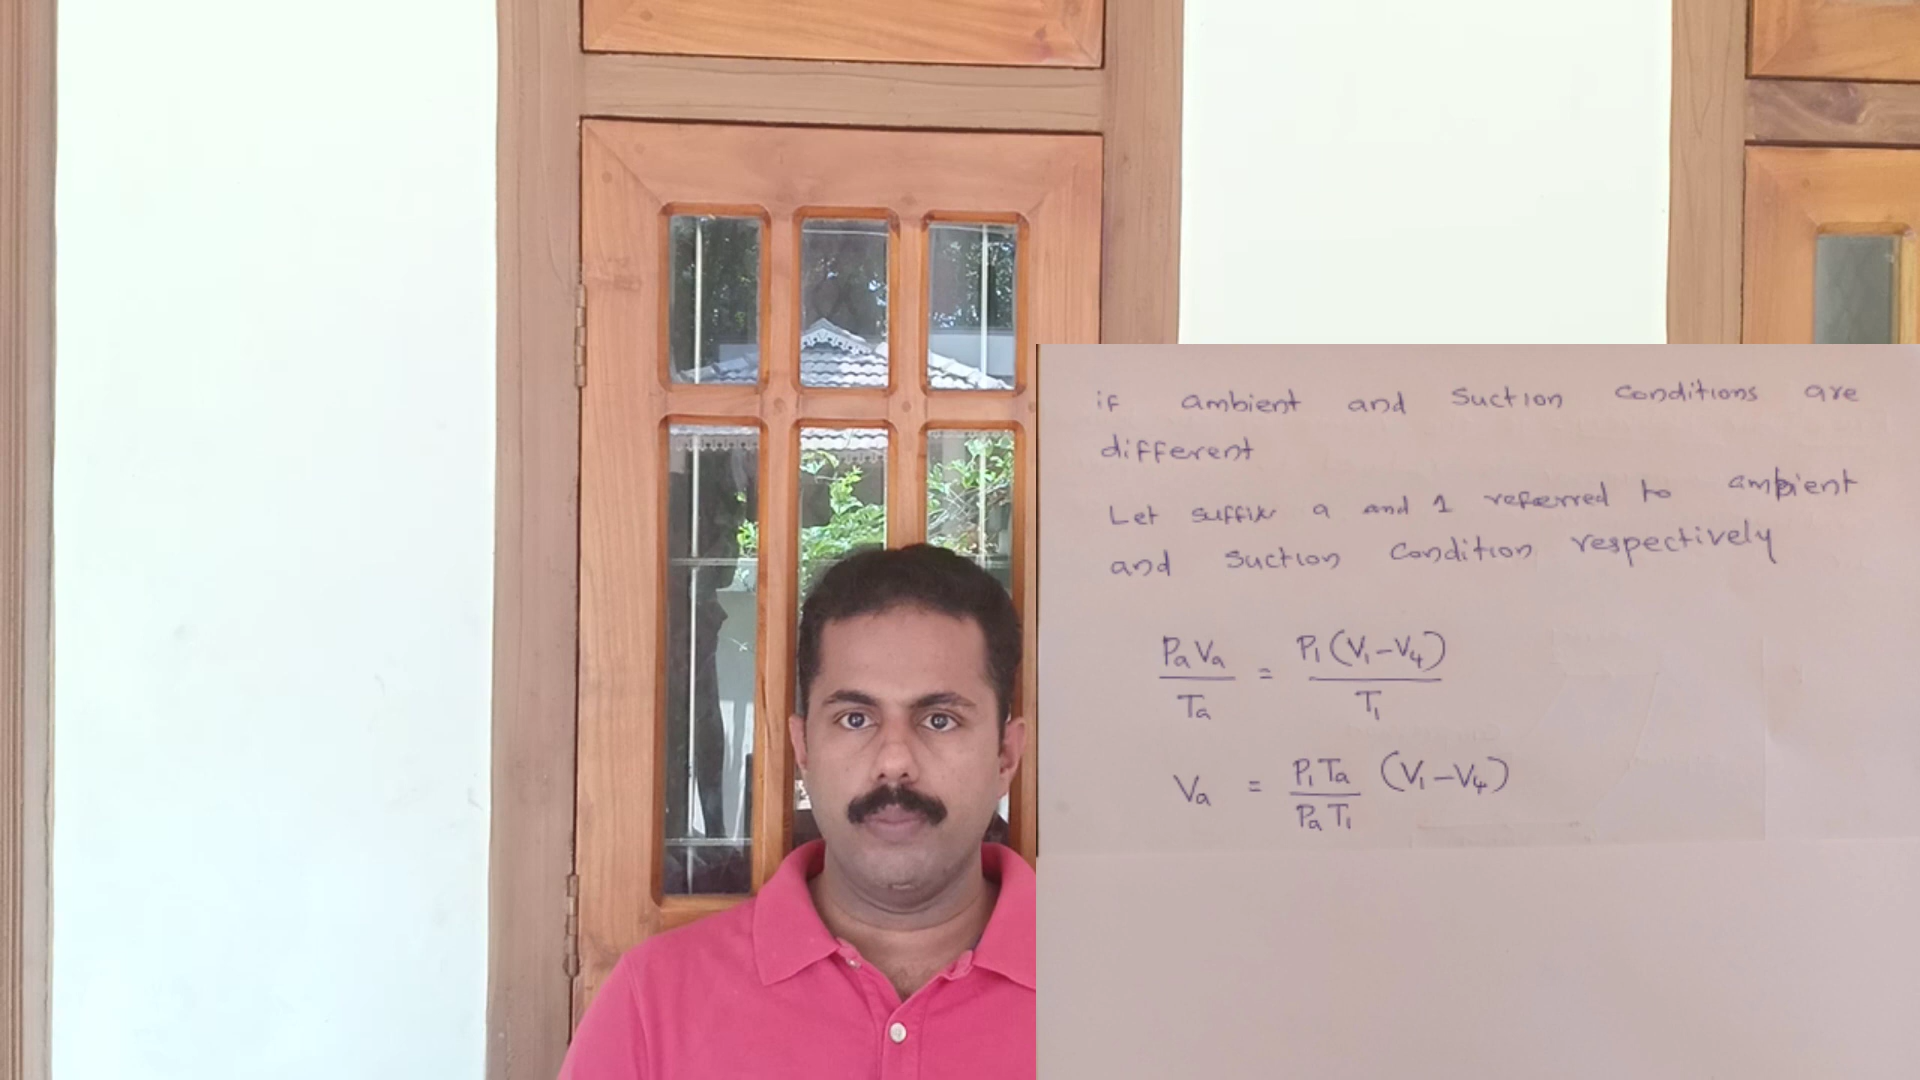 if ambient and suction conditions are
different
Let suffix a and 1 referred to ambient
and suction condition respectively
PaVa/Ta = P1(V1-V4)/T1
Va = P1Ta/PaT1 (V1-V4)